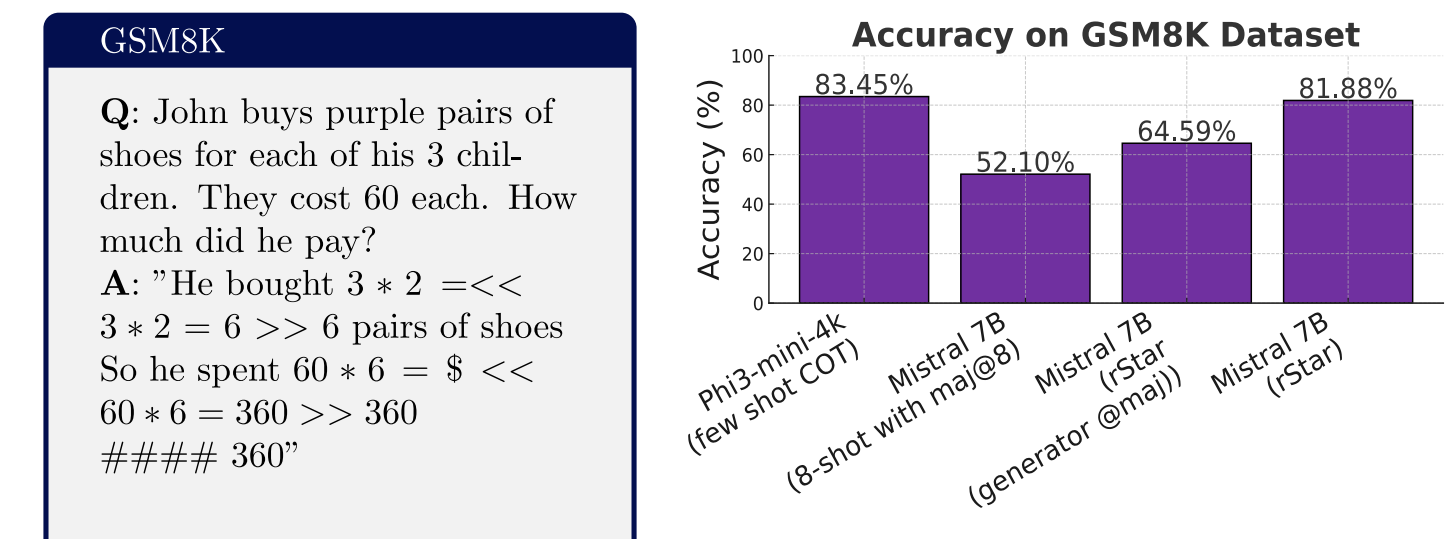 GSM8K
Q: John buys purple pairs of
shoes for each of his 3 chil-
dren. They cost 60 each. How
much did he pay?
A: ”He bought 3 ∗ 2 =<<
3 ∗ 2 = 6 >> 6 pairs of shoes
So he spent 60 ∗ 6 = $ <<
60 ∗ 6 = 360 >> 360
#### 360”
Accuracy on GSM8K Dataset
Accuracy (%)
100
80
60
40
20
0
83.45%
52.10%
64.59%
81.88%
Phi3-mini-4k
(few shot COT)
Mistral 7B
(8-shot with maj@8)
Mistral 7B
(rStar
(generator @maj))
Mistral 7B
(rStar)